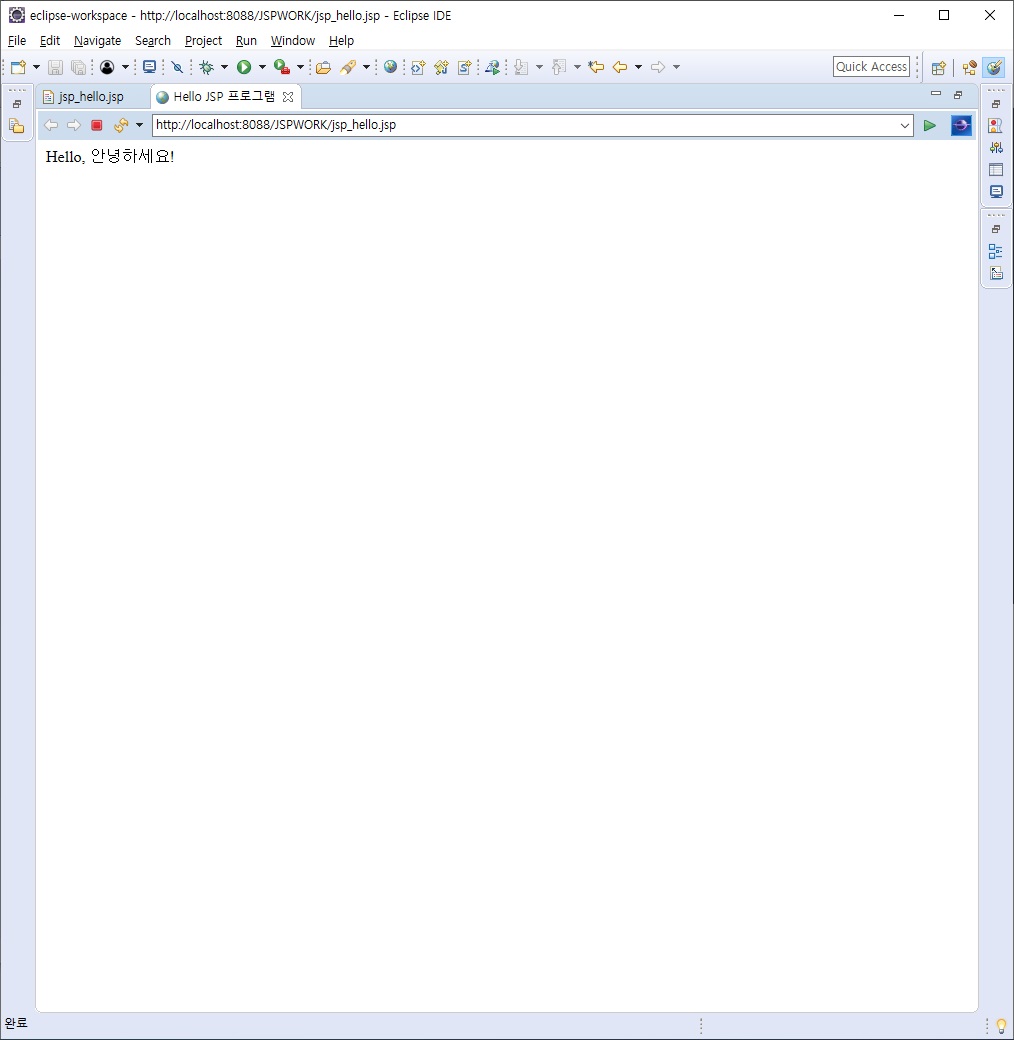 eclipse-workspace - http://localhost:8088/JSPWORK/jsp_hello.jsp - Eclipse IDE
File Edit Navigate Search Project Run Window Help
Quick Access
jsp_hello.jsp Hello JSP 프로그램
http://localhost:8088/JSPWORK/jsp_hello.jsp
Hello, 안녕하세요!
완료